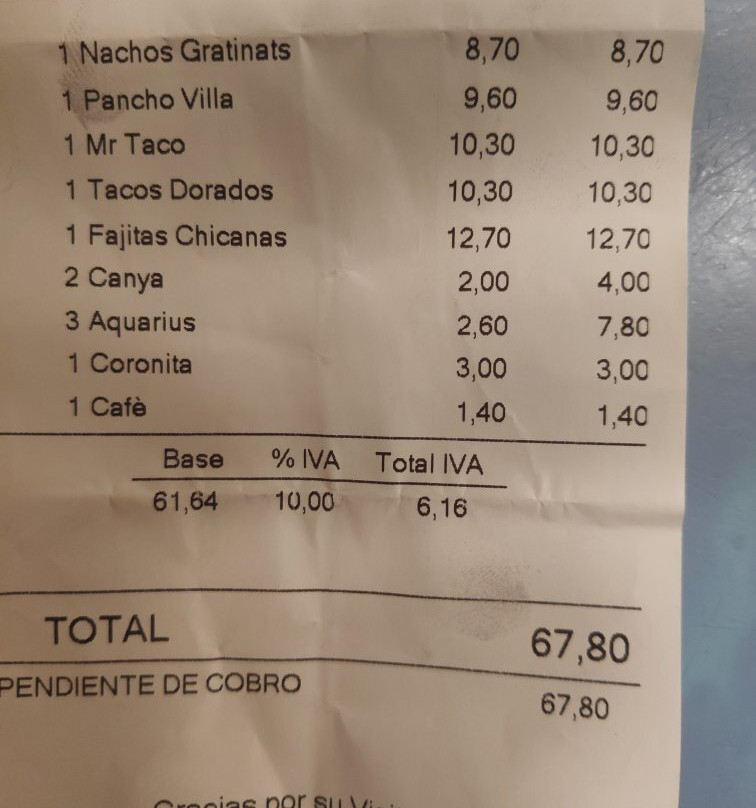 1 Nachos Gratinats 8,70 8,70
1 Pancho Villa 9,60 9,60
1 Mr Taco 10,30 10,30
1 Tacos Dorados 10,30 10,30
1 Fajitas Chicanas 12,70 12,70
2 Canya 2,00 4,00
3 Aquarius 2,60 7,80
1 Coronita 3,00 3,00
1 Cafè 1,40 1,40
Base % IVA Total IVA
61,64 10,00 6,16
TOTAL 67,80
PENDIENTE DE COBRO 67,80
Gracias por su